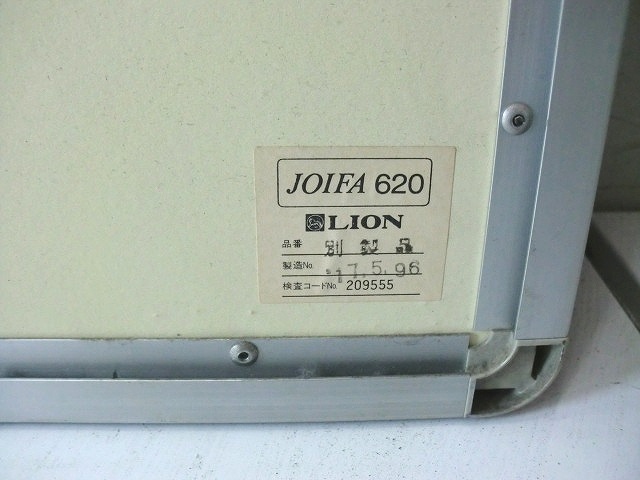 JOIFA 620
LION
品番 別製品
製造No. '17.5.96
検査コードNo. 209555